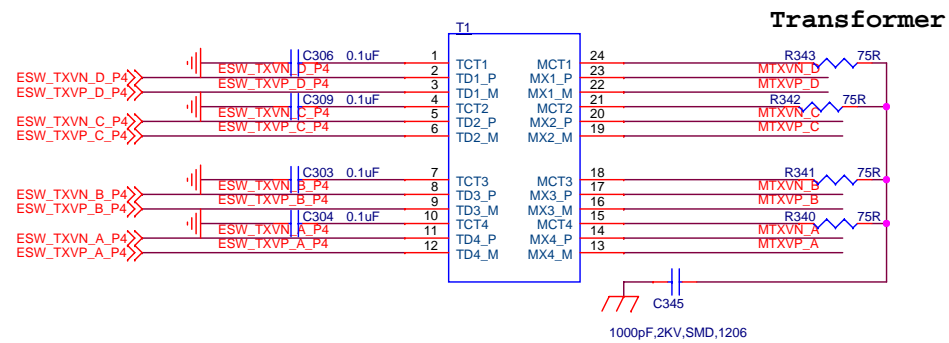 Transformer
T1
C306 0.1uF 1 TCT1 MCT1 24 R343 75R
ESW_TXVN_D_P4 ESW_TXVN_D_P4 2 TD1_P MX1_P 23 MTXVN_D
ESW_TXVP_D_P4 ESW_TXVP_D_P4 3 TD1_M MX1_M 22 MTXVP_D
C309 0.1uF 4 TCT2 MCT2 21 R342 75R
ESW_TXVN_C_P4 ESW_TXVN_C_P4 5 TD2_P MX2_P 20 MTXVN_C
ESW_TXVP_C_P4 ESW_TXVP_C_P4 6 TD2_M MX2_M 19 MTXVP_C
C303 0.1uF 7 TCT3 MCT3 18 R341 75R
ESW_TXVN_B_P4 ESW_TXVN_B_P4 8 TD3_P MX3_P 17 MTXVN_B
ESW_TXVP_B_P4 ESW_TXVP_B_P4 9 TD3_M MX3_M 16 MTXVP_B
C304 0.1uF 10 TCT4 MCT4 15 R340 75R
ESW_TXVN_A_P4 ESW_TXVN_A_P4 11 TD4_P MX4_P 14 MTXVN_A
ESW_TXVP_A_P4 ESW_TXVP_A_P4 12 TD4_M MX4_M 13 MTXVP_A
C345
1000pF,2KV,SMD,1206